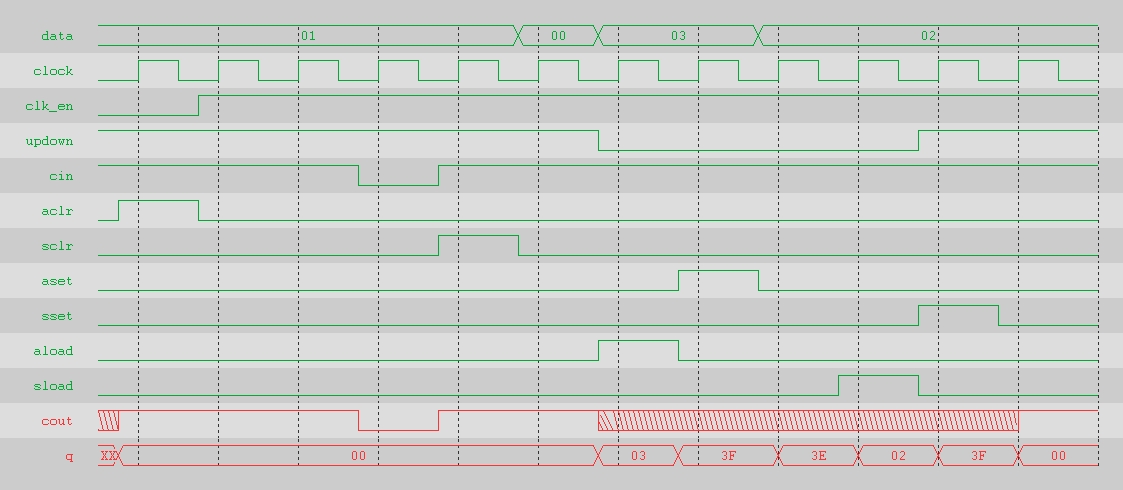 data 01 00 03 02
clock
clk_en
updown
cin
aclr
sclr
aset
sset
aload
sload
cout
q XX 00 03 3F 3E 02 3F 00